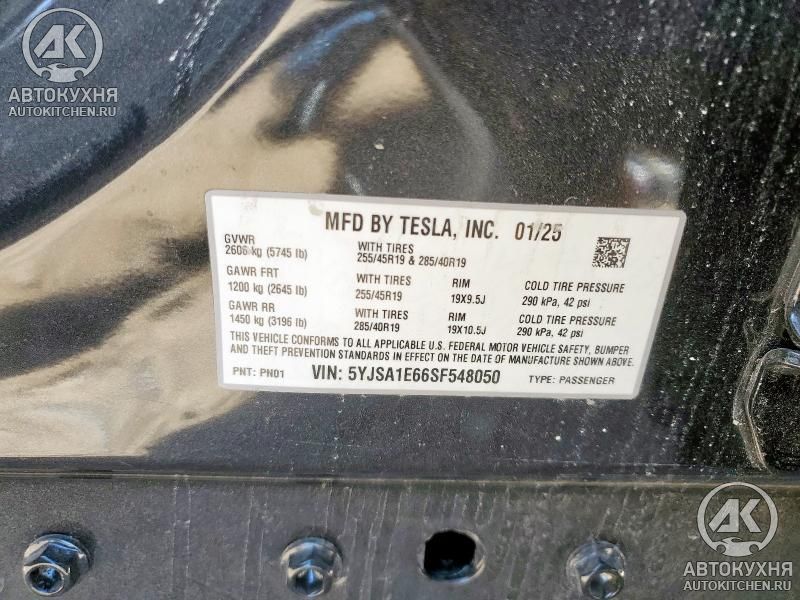 AK
АВТОКУХНЯ
AUTOKITCHEN.RU
MFD BY TESLA, INC. 01/25
GVWR
2606 kg (5745 lb)
WITH TIRES
255/45R19 & 285/40R19
GAWR FRT
1200 kg (2645 lb)
WITH TIRES
255/45R19
RIM
19X9.5J
COLD TIRE PRESSURE
290 kPa, 42 psi
GAWR RR
1450 kg (3196 lb)
WITH TIRES
285/40R19
RIM
19X10.5J
COLD TIRE PRESSURE
290 kPa, 42 psi
THIS VEHICLE CONFORMS TO ALL APPLICABLE U.S. FEDERAL MOTOR VEHICLE SAFETY, BUMPER
AND THEFT PREVENTION STANDARDS IN EFFECT ON THE DATE OF MANUFACTURE SHOWN ABOVE.
PNT: PN01 VIN: 5YJSA1E66SF548050 TYPE: PASSENGER
AK
АВТОКУХНЯ
AUTOKITCHEN.RU